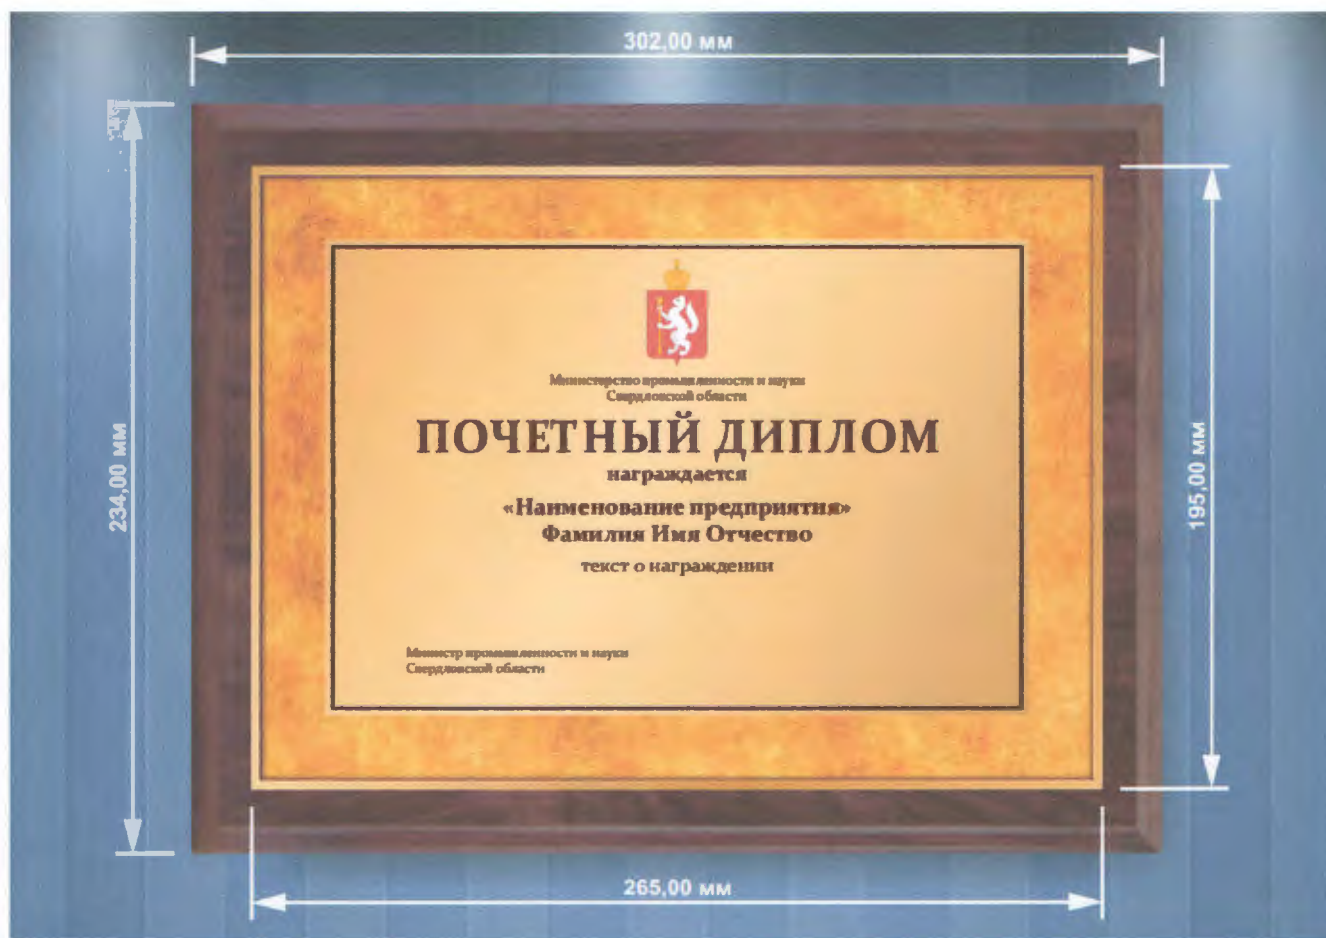 302,00 мм
234,00 мм
Министерство промышленности и науки
Свердловской области
ПОЧЕТНЫЙ ДИПЛОМ
награждается
«Наименование предприятия»
Фамилия Имя Отчество
текст о награждении
Министр промышленности и науки
Свердловской области
195,00 мм
265,00 мм